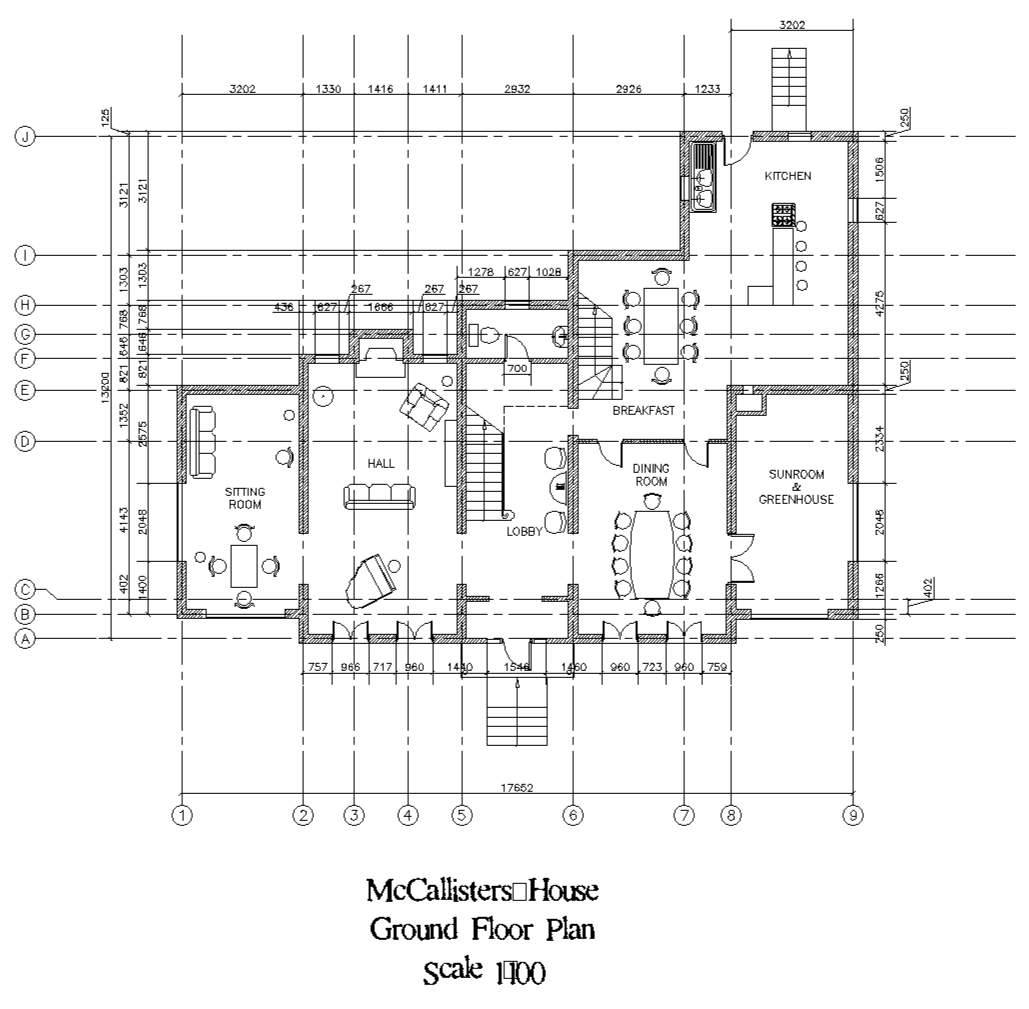 3202
3202 1330 1416 1411 2932 2926 1233
125
250
J
KITCHEN
3121 3121
1506
627
I
1278 627 1028
1303 1303
267 267 267
436 627 1666 627
4275
H
768 768
G
646 646
F
821 821
700
13200
250
E
BREAKFAST
1352
2575
D
2334
HALL
DINING
ROOM
SUNROOM
&
GREENHOUSE
SITTING
ROOM
4143
2048
LOBBY
2048
C
402
1400
1266
402
B
A
250
757 966 717 960 1440 1546 1460 960 723 960 759
17652
1 2 3 4 5 6 7 8 9
McCallisters□House
Ground Floor Plan
Scale 1□100